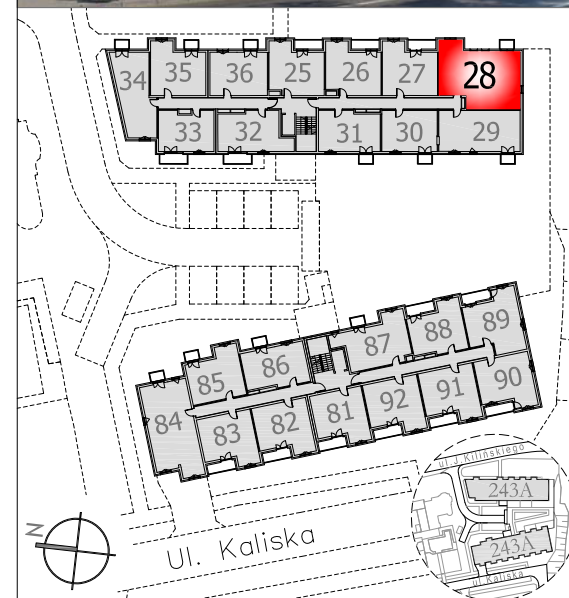 34 35 36 25 26 27 28
33 32 31 30 29
84 85 86 87 88 89
83 82 81 92 91 90
N
Ul. Kaliska
ul. J. Kilińskiego
243A
243A
ul. Kaliska